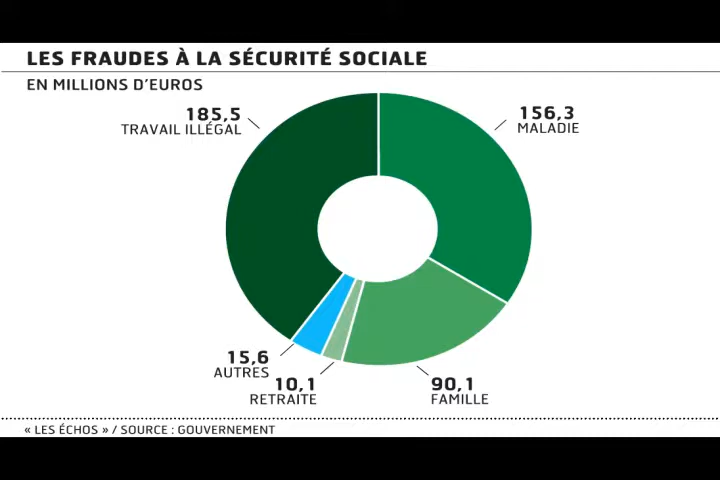 LES FRAUDES À LA SÉCURITÉ SOCIALE
EN MILLIONS D'EUROS
185,5
TRAVAIL ILLÉGAL
156,3
MALADIE
15,6
AUTRES
10,1
RETRAITE
90,1
FAMILLE
« LES ÉCHOS » / SOURCE : GOUVERNEMENT